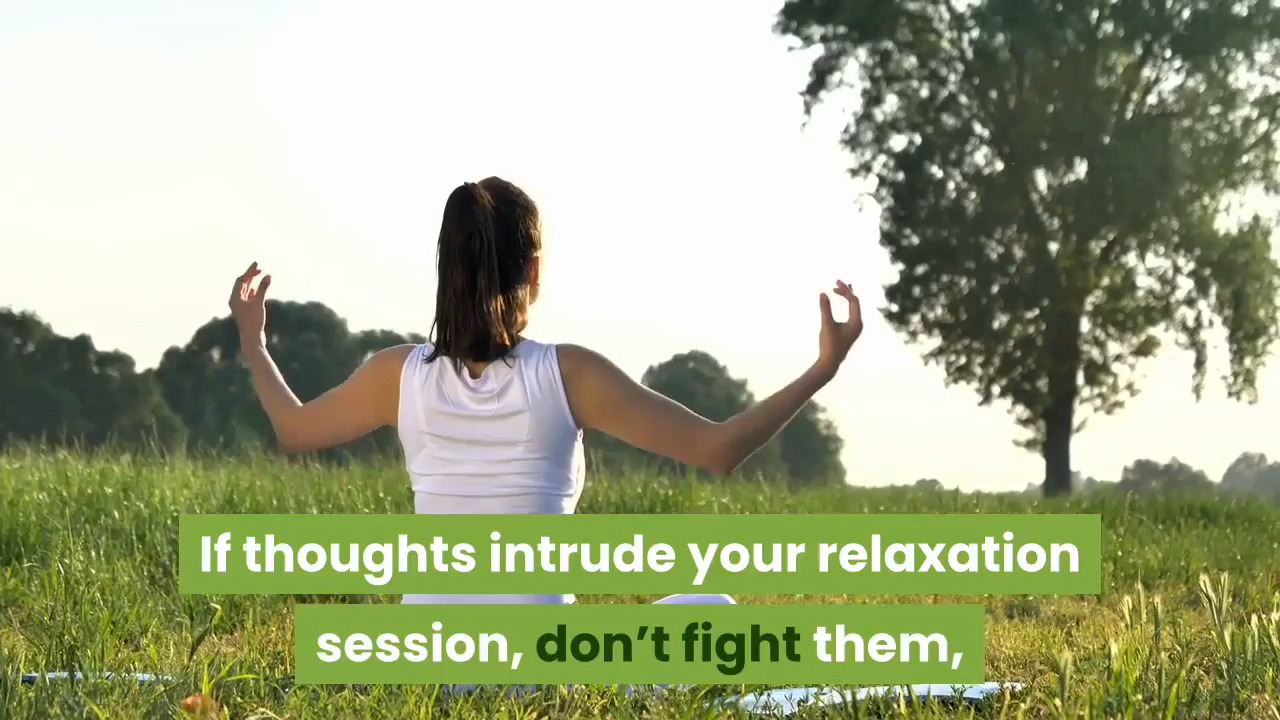 If thoughts intrude your relaxation
session, don’t fight them,